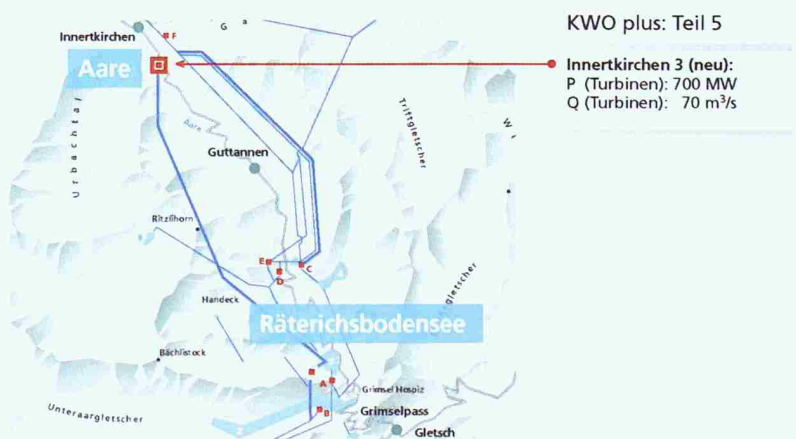 KWO plus: Teil 5
Innertkirchen 3 (neu):
P (Turbinen): 700 MW
Q (Turbinen): 70 m³/s
Innertkirchen
F
G a
Aare
Urbachtal
Aare
Triftgletscher
W
Guttannen
Ritzlihorn
E
C
D
Handeck
Räterichsbodensee
Bächlistock
A
Grimsel Hospiz
B
Grimselpass
Unteraargletscher
Gletsch